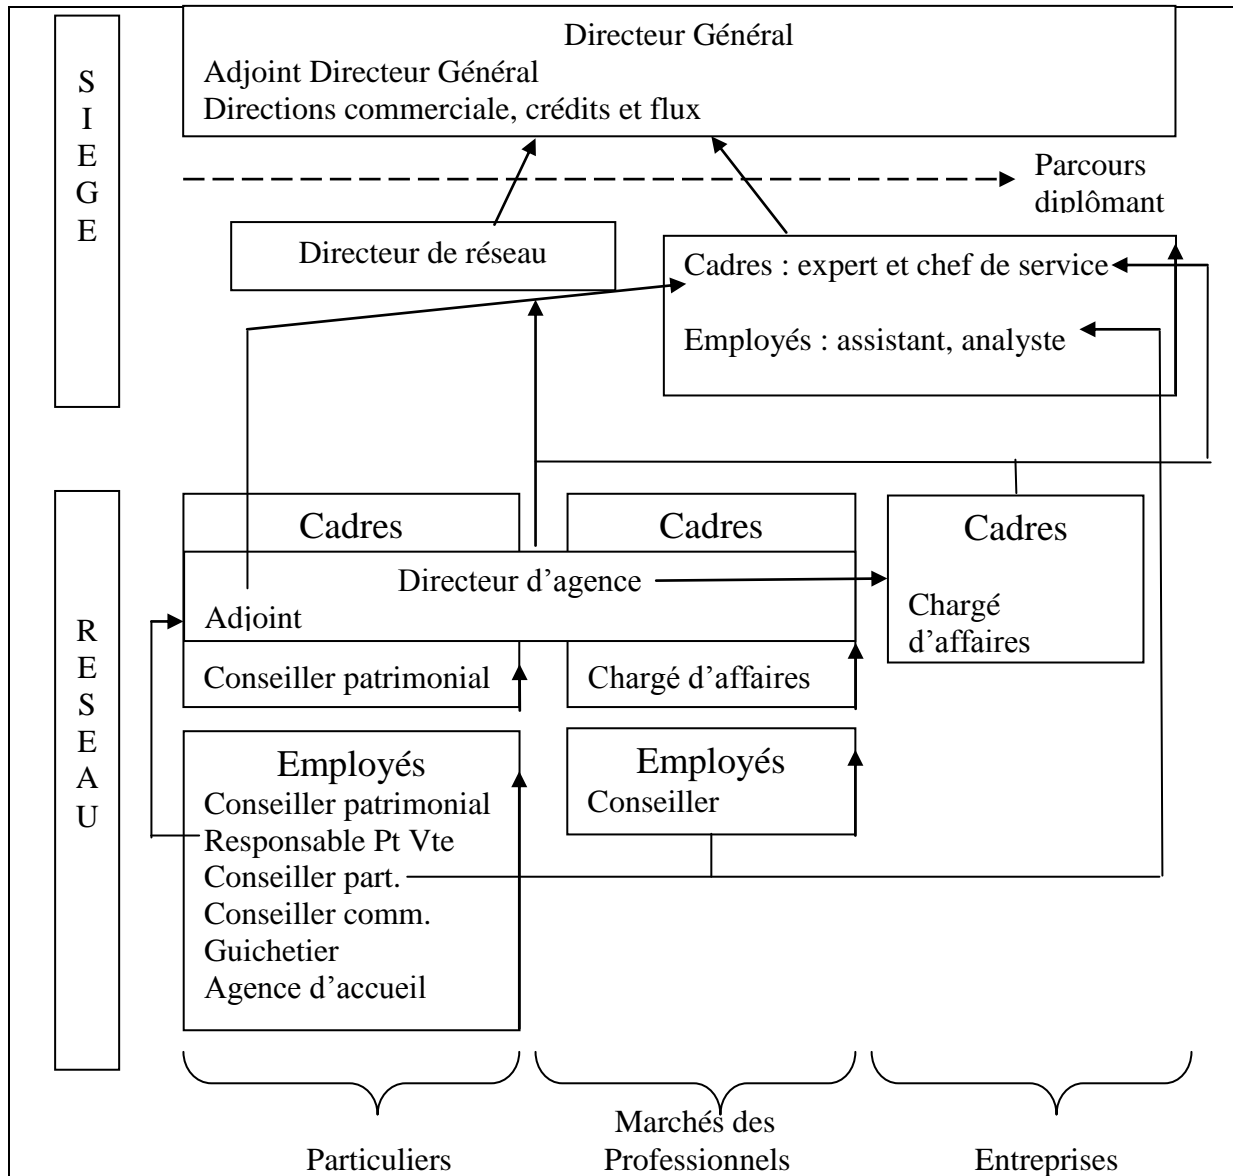 S
I
E
G
E
Directeur Général
Adjoint Directeur Général
Directions commerciale, crédits et flux
Parcours
diplômant
Directeur de réseau
Cadres : expert et chef de service
Employés : assistant, analyste
R
E
S
E
A
U
Cadres
Cadres
Cadres
Directeur d’agence
Adjoint
Chargé
d’affaires
Conseiller patrimonial
Chargé d’affaires
Employés
Conseiller patrimonial
Responsable Pt Vte
Conseiller part.
Conseiller comm.
Guichetier
Agence d’accueil
Employés
Conseiller
Particuliers
Marchés des
Professionnels
Entreprises